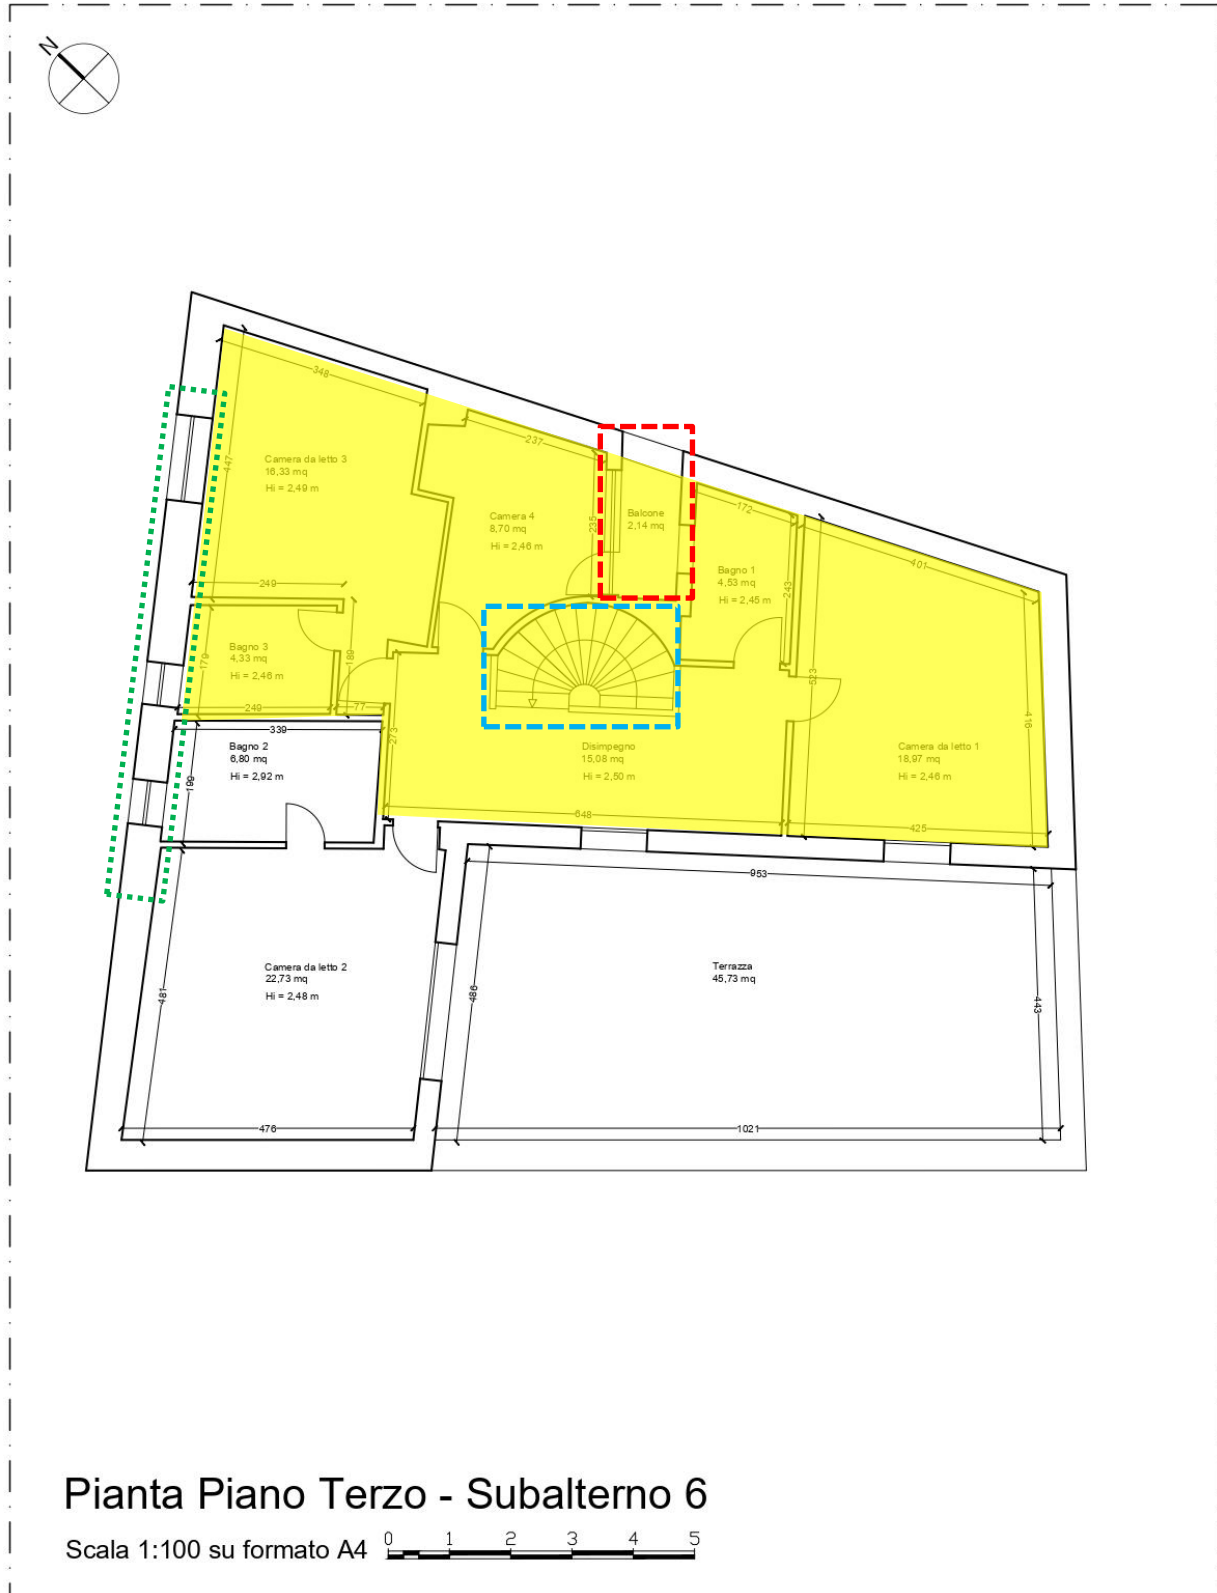 N
348
447
Camera da letto 3
16,33 mq
Hi = 2,49 m
237
Camera 4
8,70 mq
Hi = 2,46 m
235
Balcone
2,14 mq
172
Bagno 1
4,53 mq
Hi = 2,45 m
243
401
249
Bagno 3
4,33 mq
Hi = 2,46 m
179
189
249
77
339
273
523
416
Bagno 2
6,80 mq
Hi = 2,92 m
199
Disimpegno
15,08 mq
Hi = 2,50 m
Camera da letto 1
18,97 mq
Hi = 2,46 m
648
425
953
Camera da letto 2
22,73 mq
Hi = 2,48 m
481
486
Terrazza
45,73 mq
443
476
1021
Pianta Piano Terzo - Subalterno 6
Scala 1:100 su formato A4
0 1 2 3 4 5